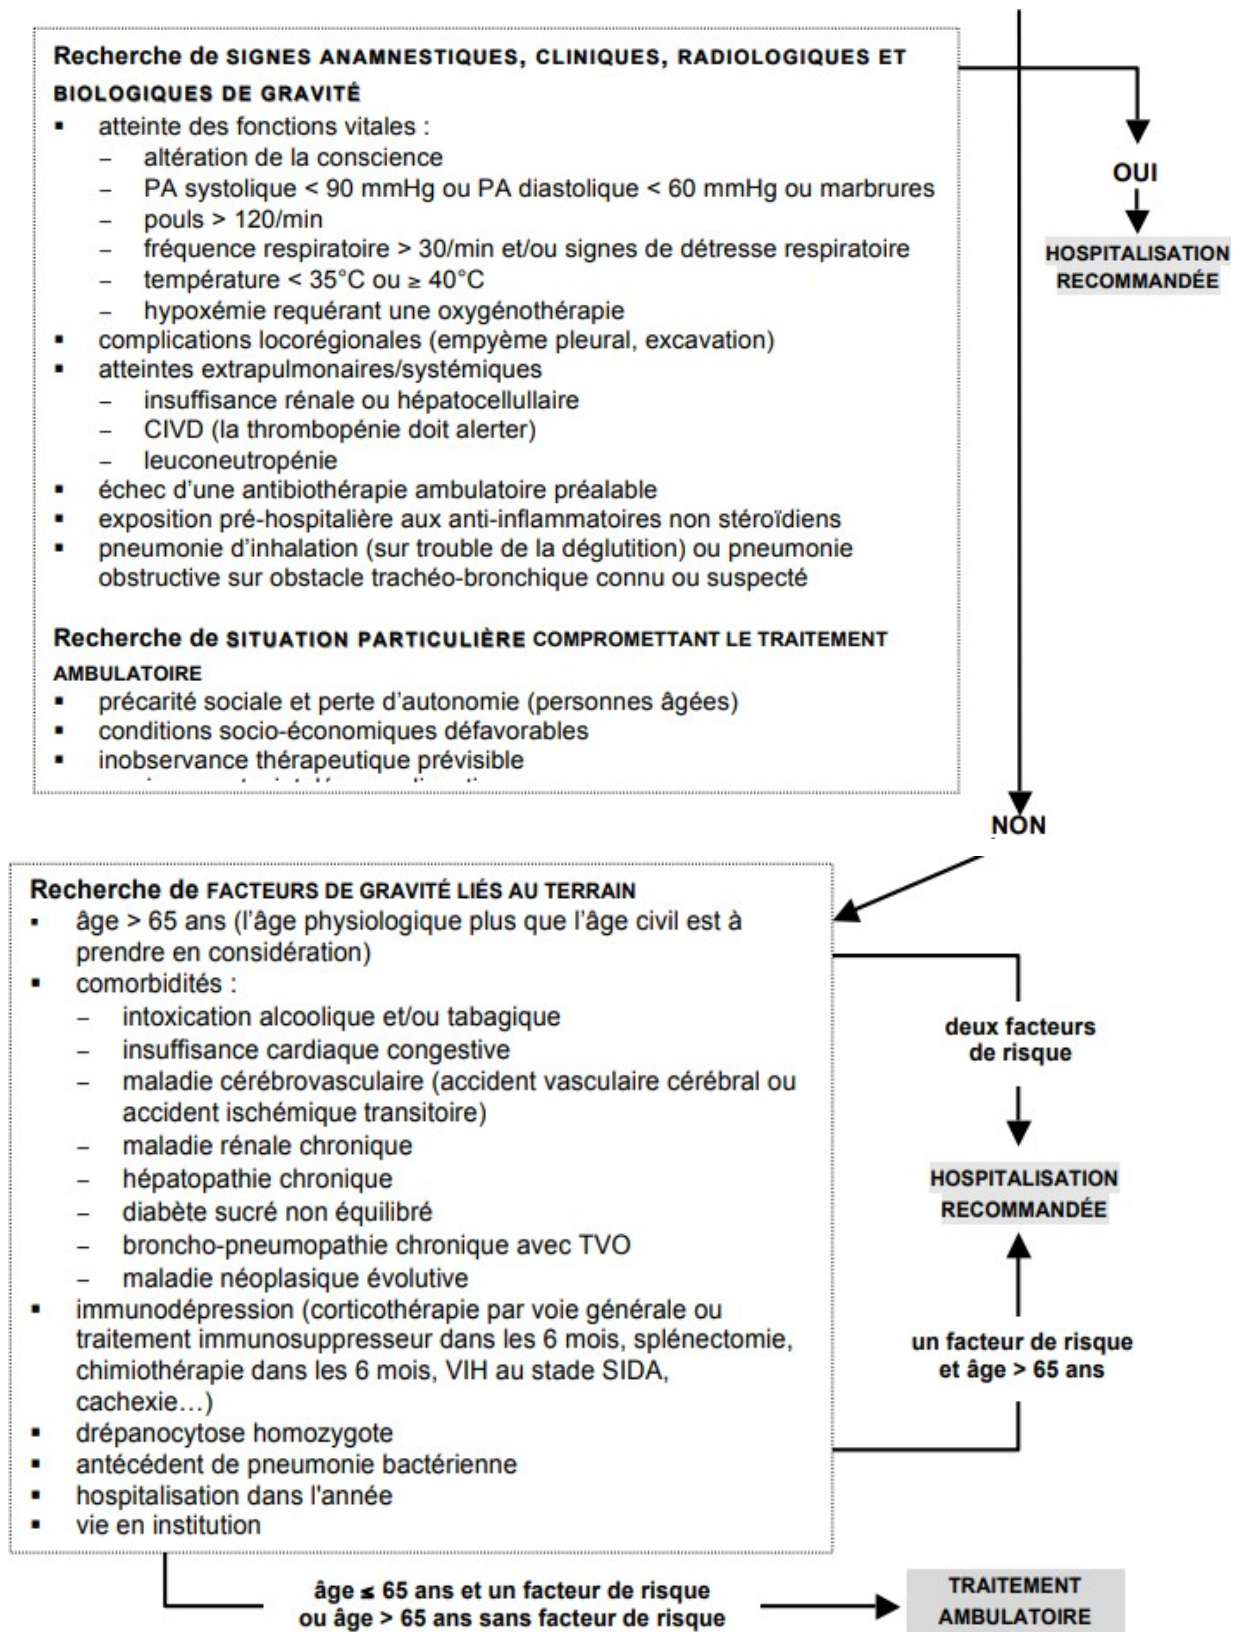 Recherche de SIGNES ANAMNESTIQUES, CLINIQUES, RADIOLOGIQUES ET
BIOLOGIQUES DE GRAVITÉ
▪ atteinte des fonctions vitales :
– altération de la conscience
– PA systolique < 90 mmHg ou PA diastolique < 60 mmHg ou marbrures
– pouls > 120/min
– fréquence respiratoire > 30/min et/ou signes de détresse respiratoire
– température < 35°C ou ≥ 40°C
– hypoxémie requérant une oxygénothérapie
▪ complications locorégionales (empyème pleural, excavation)
▪ atteintes extrapulmonaires/systémiques
– insuffisance rénale ou hépatocellullaire
– CIVD (la thrombopénie doit alerter)
– leuconeutropénie
▪ échec d'une antibiothérapie ambulatoire préalable
▪ exposition pré-hospitalière aux anti-inflammatoires non stéroïdiens
▪ pneumonie d'inhalation (sur trouble de la déglutition) ou pneumonie
obstructive sur obstacle trachéo-bronchique connu ou suspecté
Recherche de SITUATION PARTICULIÈRE COMPROMETTANT LE TRAITEMENT
AMBULATOIRE
▪ précarité sociale et perte d'autonomie (personnes âgées)
▪ conditions socio-économiques défavorables
▪ inobservance thérapeutique prévisible
OUI
HOSPITALISATION
RECOMMANDÉE
NON
Recherche de FACTEURS DE GRAVITÉ LIÉS AU TERRAIN
▪ âge > 65 ans (l'âge physiologique plus que l'âge civil est à
prendre en considération)
▪ comorbidités :
– intoxication alcoolique et/ou tabagique
– insuffisance cardiaque congestive
– maladie cérébrovasculaire (accident vasculaire cérébral ou
accident ischémique transitoire)
– maladie rénale chronique
– hépatopathie chronique
– diabète sucré non équilibré
– broncho-pneumopathie chronique avec TVO
– maladie néoplasique évolutive
▪ immunodépression (corticothérapie par voie générale ou
traitement immunosuppresseur dans les 6 mois, splénectomie,
chimiothérapie dans les 6 mois, VIH au stade SIDA,
cachexie…)
▪ drépanocytose homozygote
▪ antécédent de pneumonie bactérienne
▪ hospitalisation dans l'année
▪ vie en institution
deux facteurs
de risque
HOSPITALISATION
RECOMMANDÉE
un facteur de risque
et âge > 65 ans
âge ≤ 65 ans et un facteur de risque
ou âge > 65 ans sans facteur de risque
TRAITEMENT
AMBULATOIRE